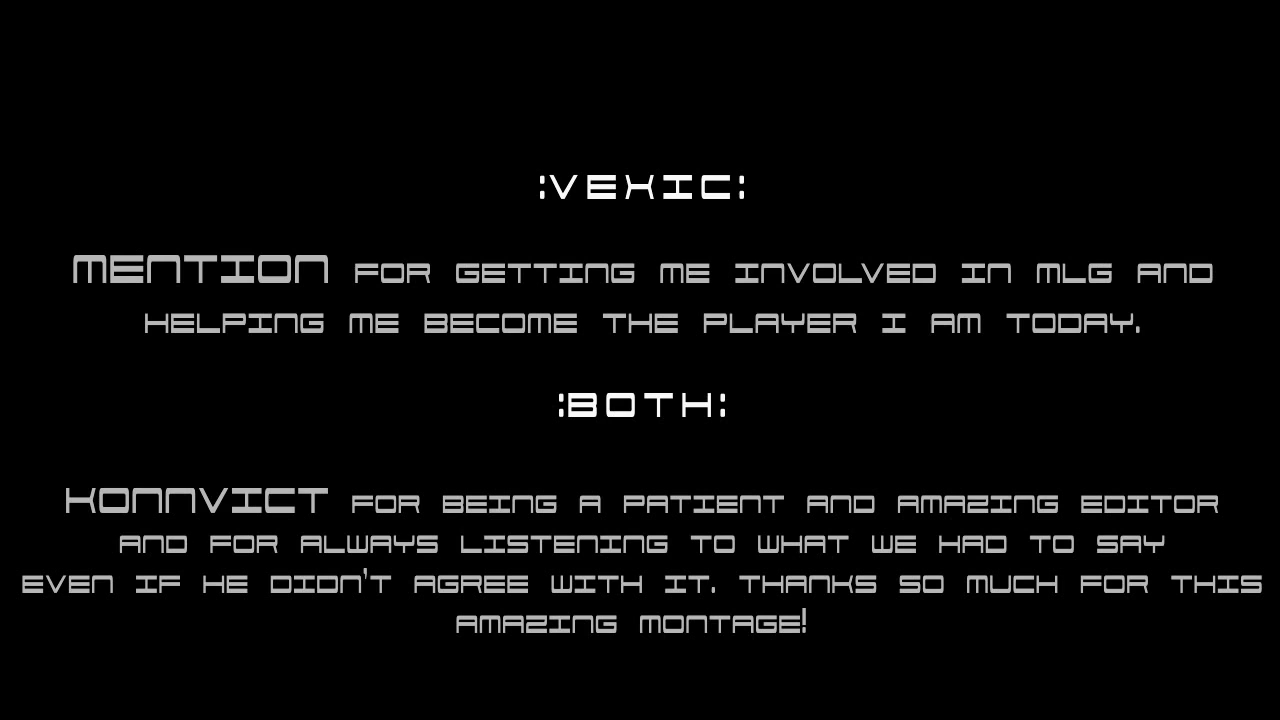 :VEXIC:
MENTION FOR GETTING ME INVOLVED IN MLG AND
HELPING ME BECOME THE PLAYER I AM TODAY.
:BOTH:
KONNVICT FOR BEING A PATIENT AND AMAZING EDITOR
AND FOR ALWAYS LISTENING TO WHAT WE HAD TO SAY
EVEN IF HE DIDN'T AGREE WITH IT. THANKS SO MUCH FOR THIS
AMAZING MONTAGE!